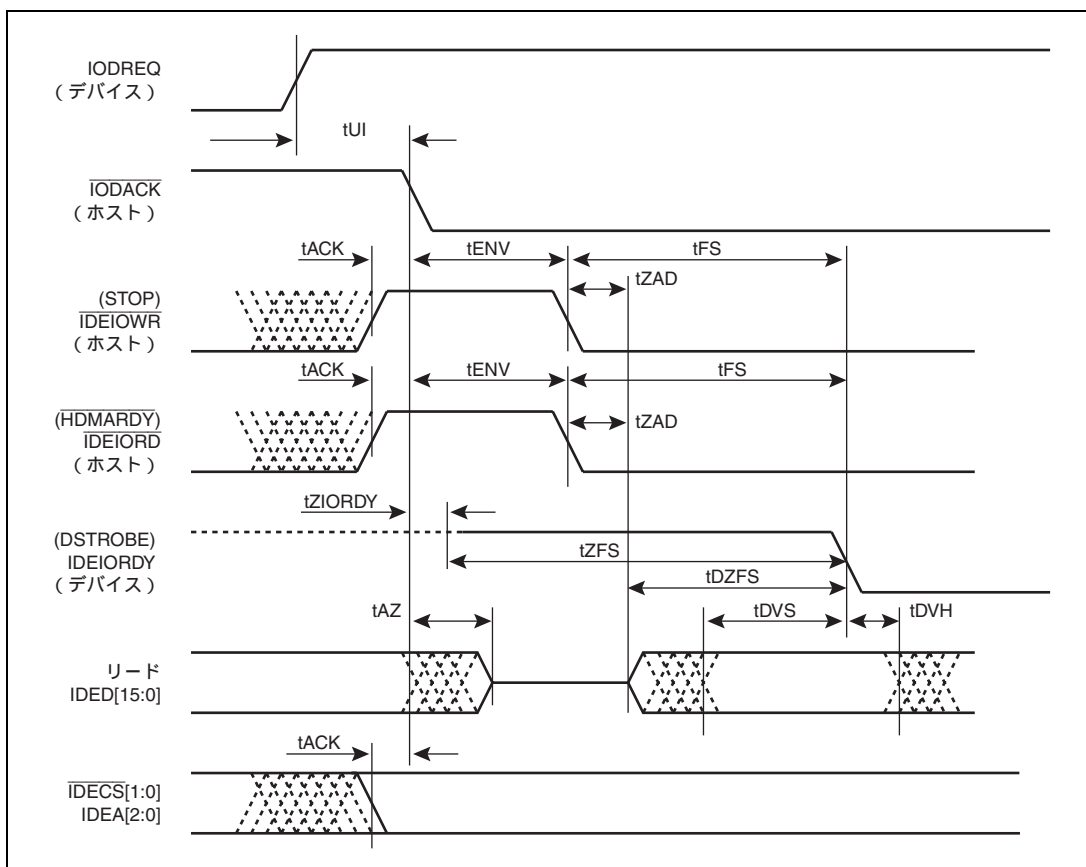 IODREQ
(デバイス)
tUI
IODACK
(ホスト)
tACK
tENV
tFS
tZAD
(STOP)
IDEIOWR
(ホスト)
tACK
tENV
tFS
tZAD
(HDMARDY)
IDEIORD
(ホスト)
tZIORDY
(DSTROBE)
IDEIORDY
(デバイス)
tZFS
tDZFS
tAZ
tDVS
tDVH
リード
IDED[15:0]
tACK
IDECS[1:0]
IDEA[2:0]